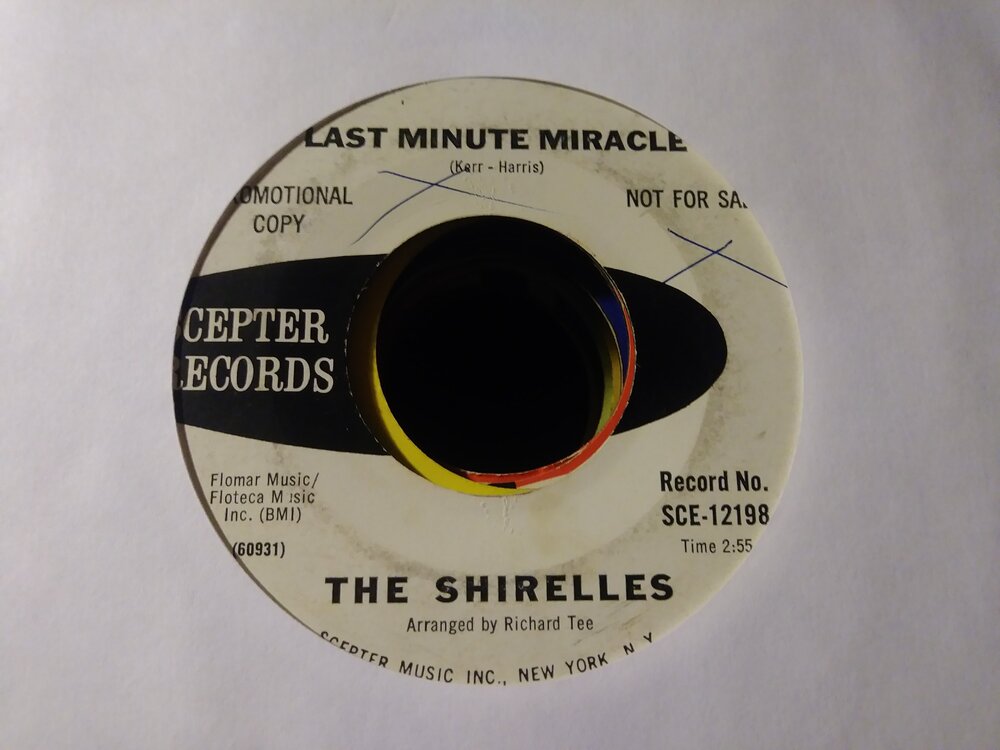 LAST MINUTE MIRACLE
(Kerr - Harris)
OMOTIONAL
COPY
NOT FOR SA
CEPTER
RECORDS
Flomar Music/
Floteca Music
Inc. (BMI)
(60931)
Record No.
SCE-12198
Time 2:55
THE SHIRELLES
Arranged by Richard Tee
SCEPTER MUSIC INC., NEW YORK N Y